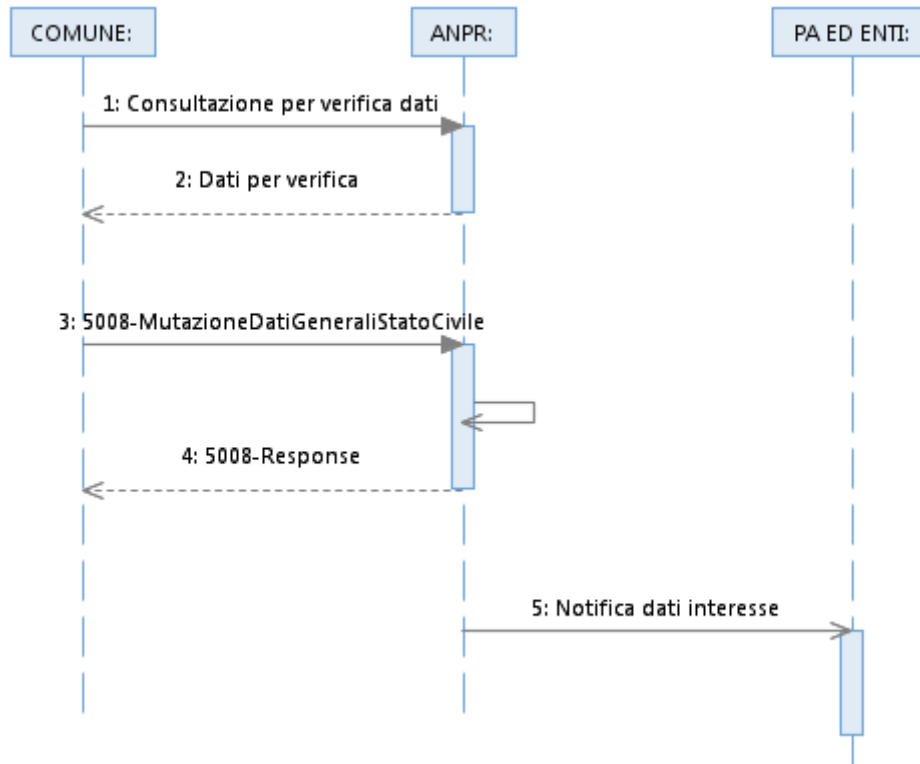 COMUNE:
ANPR:
PA ED ENTI:
1: Consultazione per verifica dati
2: Dati per verifica
3: 5008-MutazioneDatiGeneraliStatoCivile
4: 5008-Response
5: Notifica dati interesse